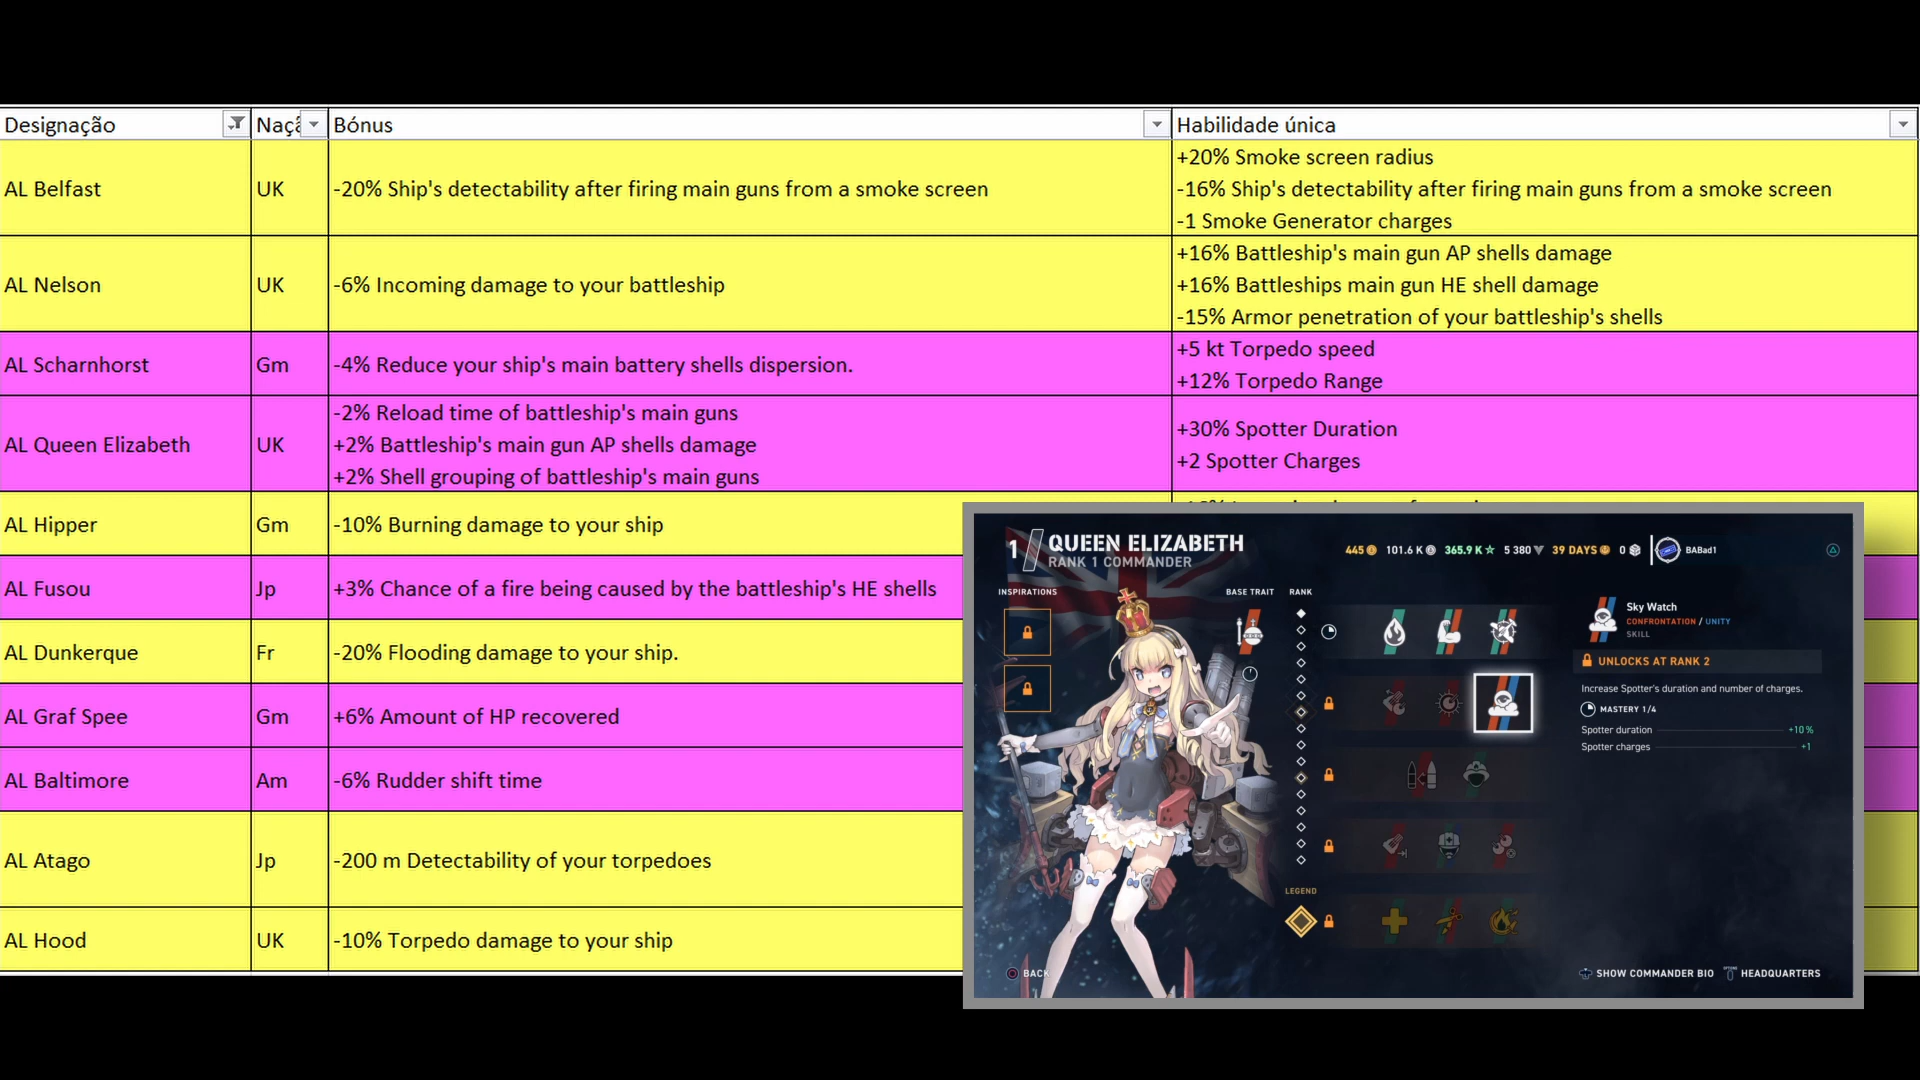 Designação Naçã Bónus Habilidade única
+20% Smoke screen radius
AL Belfast UK -20% Ship's detectability after firing main guns from a smoke screen -16% Ship's detectability after firing main guns from a smoke screen
-1 Smoke Generator charges
+16% Battleship's main gun AP shells damage
AL Nelson UK -6% Incoming damage to your battleship +16% Battleships main gun HE shell damage
-15% Armor penetration of your battleship's shells
AL Scharnhorst Gm -4% Reduce your ship's main battery shells dispersion.
+5 kt Torpedo speed
+12% Torpedo Range
AL Queen Elizabeth UK
-2% Reload time of battleship's main guns
+2% Battleship's main gun AP shells damage
+2% Shell grouping of battleship's main guns
+30% Spotter Duration
+2 Spotter Charges
AL Hipper Gm -10% Burning damage to your ship
AL Fusou Jp +3% Chance of a fire being caused by the battleship's HE shells
AL Dunkerque Fr -20% Flooding damage to your ship.
AL Graf Spee Gm +6% Amount of HP recovered
AL Baltimore Am -6% Rudder shift time
AL Atago Jp -200 m Detectability of your torpedoes
AL Hood UK -10% Torpedo damage to your ship
1 QUEEN ELIZABETH
RANK 1 COMMANDER
445 101.6 K 365.9 K 5 380 39 DAYS 0 BABad1
INSPIRATIONS BASE TRAIT RANK
Sky Watch
CONFRONTATION / UNITY
SKILL
UNLOCKS AT RANK 2
Increase Spotter's duration and number of charges.
MASTERY 1/4
Spotter duration +10%
Spotter charges +1
LEGEND
BACK SHOW COMMANDER BIO OPTIONS HEADQUARTERS